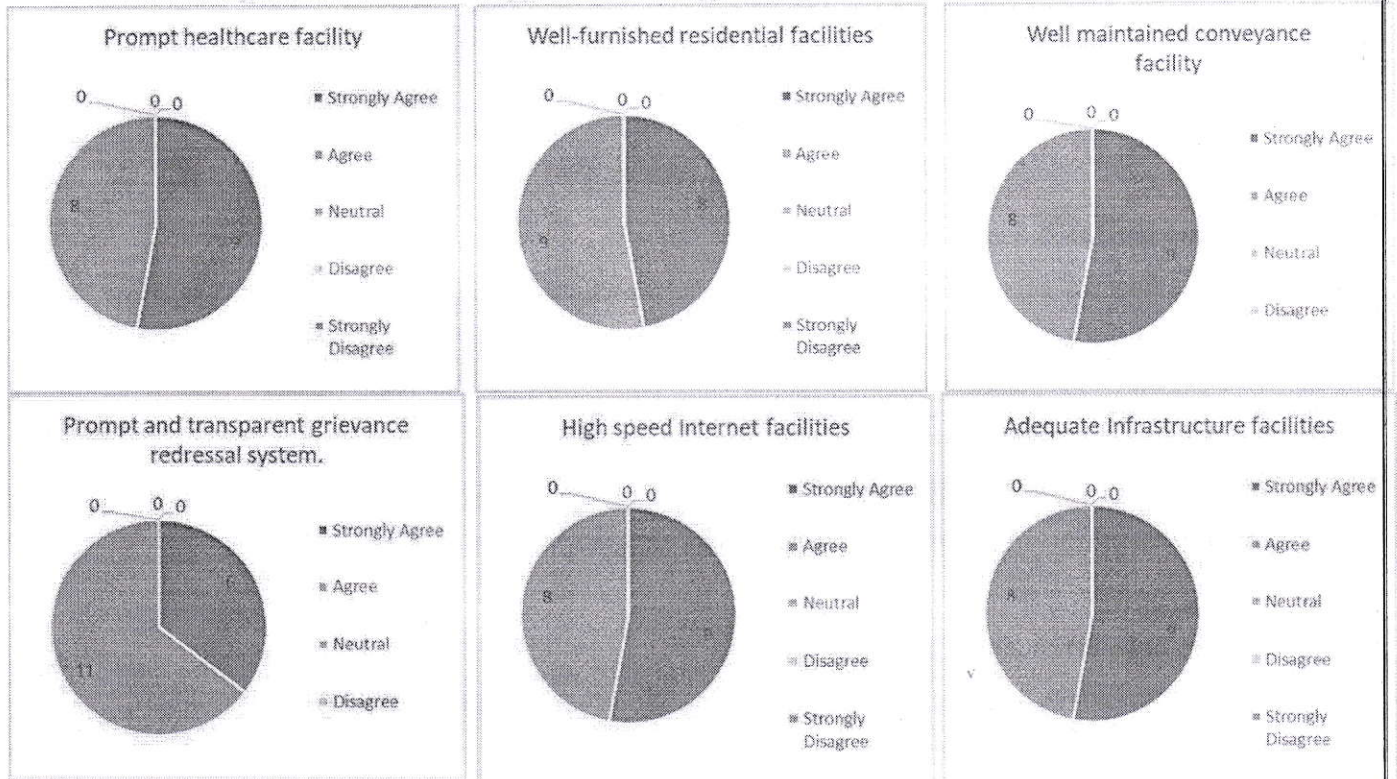 Prompt healthcare facility
0 0 0
8
9
Strongly Agree
Agree
Neutral
Disagree
Strongly
Disagree
Well-furnished residential facilities
0 0 0
9
8
Strongly Agree
Agree
Neutral
Disagree
Strongly
Disagree
Well maintained conveyance
facility
0 0 0
8
9
Strongly Agree
Agree
Neutral
Disagree
Prompt and transparent grievance
redressal system.
0 0 0
6
11
Strongly Agree
Agree
Neutral
Disagree
High speed Internet facilities
0 0 0
8
9
Strongly Agree
Agree
Neutral
Disagree
Strongly
Disagree
Adequate Infrastructure facilities
0 0 0
8
9
Strongly Agree
Agree
Neutral
Disagree
Strongly
Disagree
v